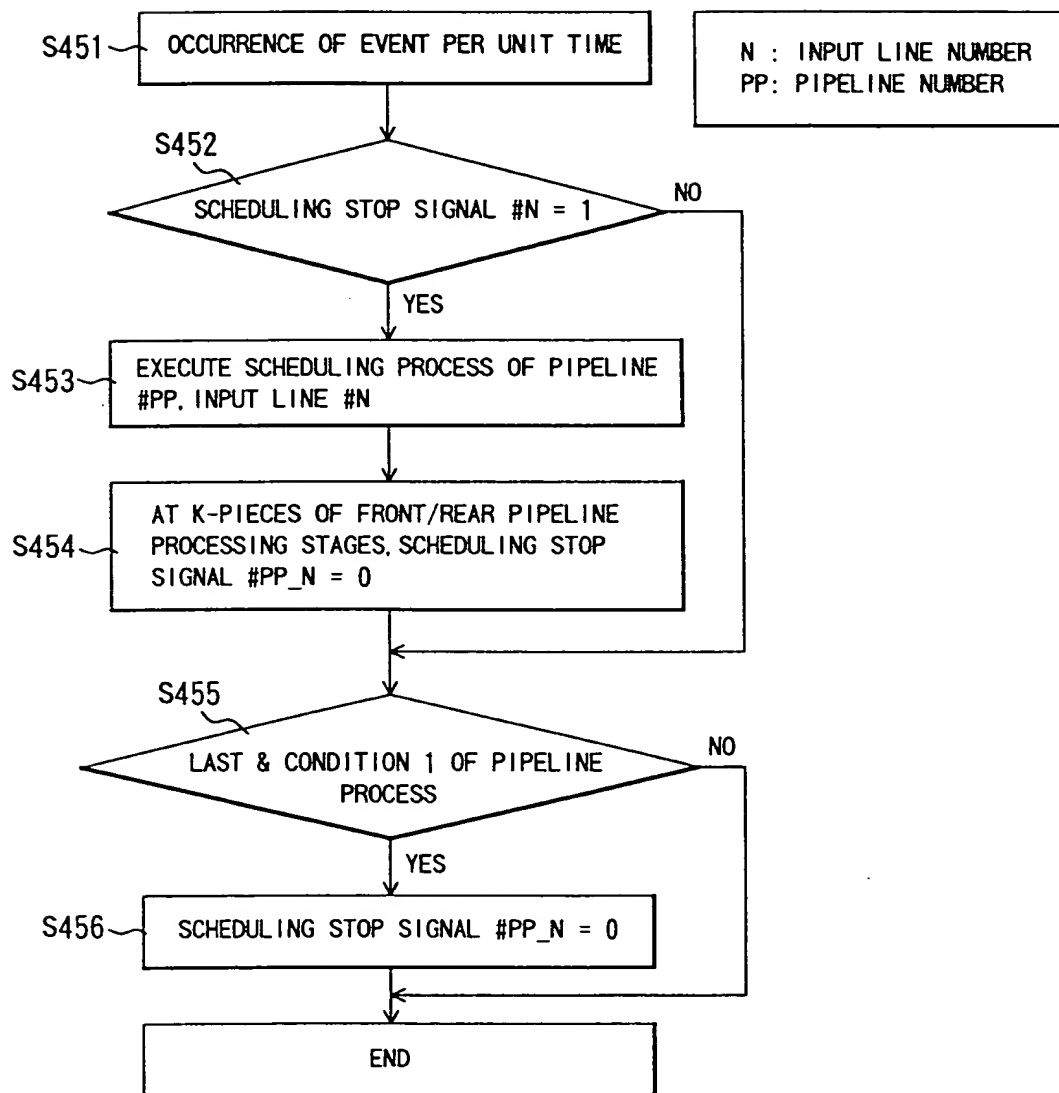 S451
OCCURRENCE OF EVENT PER UNIT TIME
N : INPUT LINE NUMBER
PP: PIPELINE NUMBER
S452
SCHEDULING STOP SIGNAL #N = 1
NO
YES
S453
EXECUTE SCHEDULING PROCESS OF PIPELINE
#PP, INPUT LINE #N
S454
AT K-PIECES OF FRONT/REAR PIPELINE
PROCESSING STAGES, SCHEDULING STOP
SIGNAL #PP_N = 0
S455
LAST & CONDITION 1 OF PIPELINE
PROCESS
NO
YES
S456
SCHEDULING STOP SIGNAL #PP_N = 0
END